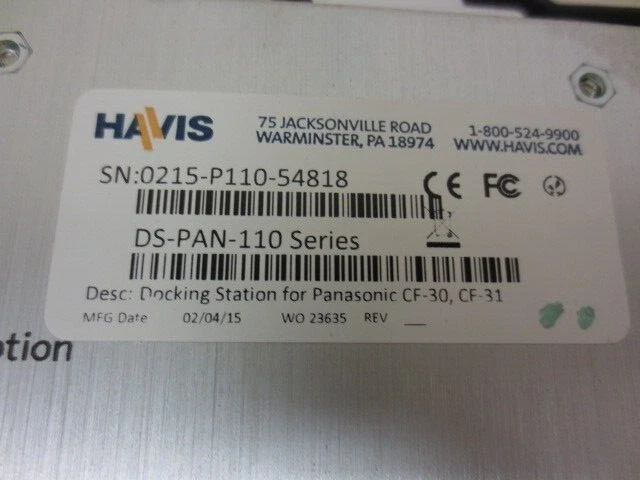 HAVIS
75 JACKSONVILLE ROAD
WARMINSTER, PA 18974
1-800-524-9900
WWW.HAVIS.COM
SN:0215-P110-54818
CE FC
DS-PAN-110 Series
Desc: Docking Station for Panasonic CF-30, CF-31
MFG Date 02/04/15 WO 23635 REV __
otion